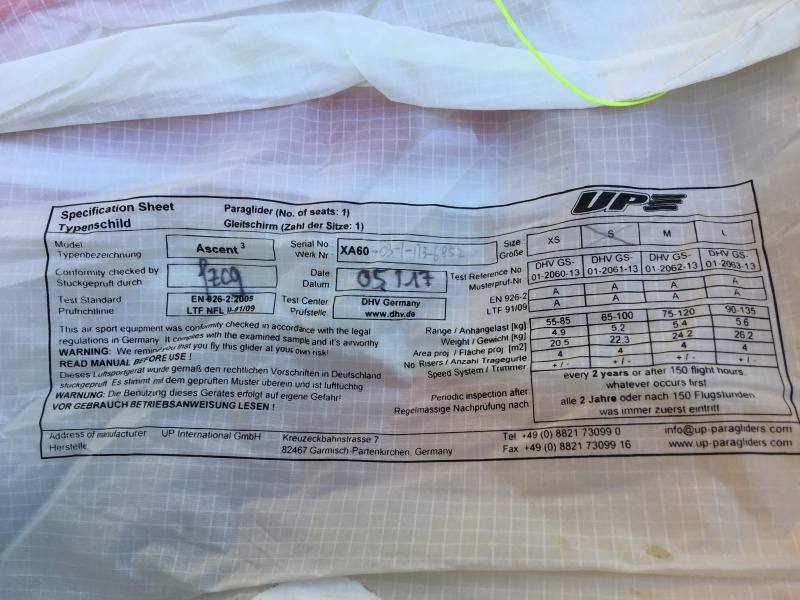 UP
Specification Sheet
Typenschild
Paraglider (No. of seats: 1)
Gleitschirm (Zahl der Sitze: 1)
Model
Typenbezeichnung
Ascent 3
Serial No
Werk Nr
XA60
Size
Größe
XS S M L
Conformity checked by
Stückgeprüft durch
Date
Datum
Test Reference No
Musterprüf-Nr
DHV GS-01-2060-13
DHV GS-01-2061-13
DHV GS-01-2062-13
DHV GS-01-2063-13
Test Standard
Prüfrichtlinie
EN 926-2:2005
LTF NFL II-91/09
Test Center
Prüfstelle
DHV Germany
www.dhv.de
EN 926-2 A A A A
LTF 91/09 A A A A
Range / Anhangelast [kg] 55-85 65-100 75-120 90-135
Weight / Gewicht [kg] 4.9 5.2 5.4 5.6
Area proj / Fläche proj [m2] 20.5 22.3 24.2 26.2
No Risers / Anzahl Tragegurte 4 4 4 4
Speed System / Trimmer + / - + / - + / - + / -
This air sport equipment was conformity checked in accordance with the legal
regulations in Germany. It complies with the examined sample and it's airworthy
WARNING: We remind you that you fly this glider at your own risk!
READ MANUAL BEFORE USE !
Dieses Luftsportgerät wurde gemäß den rechtlichen Vorschriften in Deutschland
stückgeprüft. Es stimmt mit dem geprüften Muster überein und ist lufttüchtig
WARNUNG: Die Benutzung dieses Gerätes erfolgt auf eigene Gefahr!
VOR GEBRAUCH BETRIEBSANWEISUNG LESEN !
Periodic inspection after
Regelmässige Nachprüfung nach
every 2 years or after 150 flight hours
whatever occurs first
alle 2 Jahre oder nach 150 Flugstunden
was immer zuerst eintritt
Address of manufacturer
Herstelle
UP International GmbH
Kreuzeckbahnstrasse 7
82467 Garmisch-Partenkirchen, Germany
Tel +49 (0) 8821 73099 0
Fax +49 (0) 8821 73099 16
info@up-paragliders.com
www.up-paragliders.com